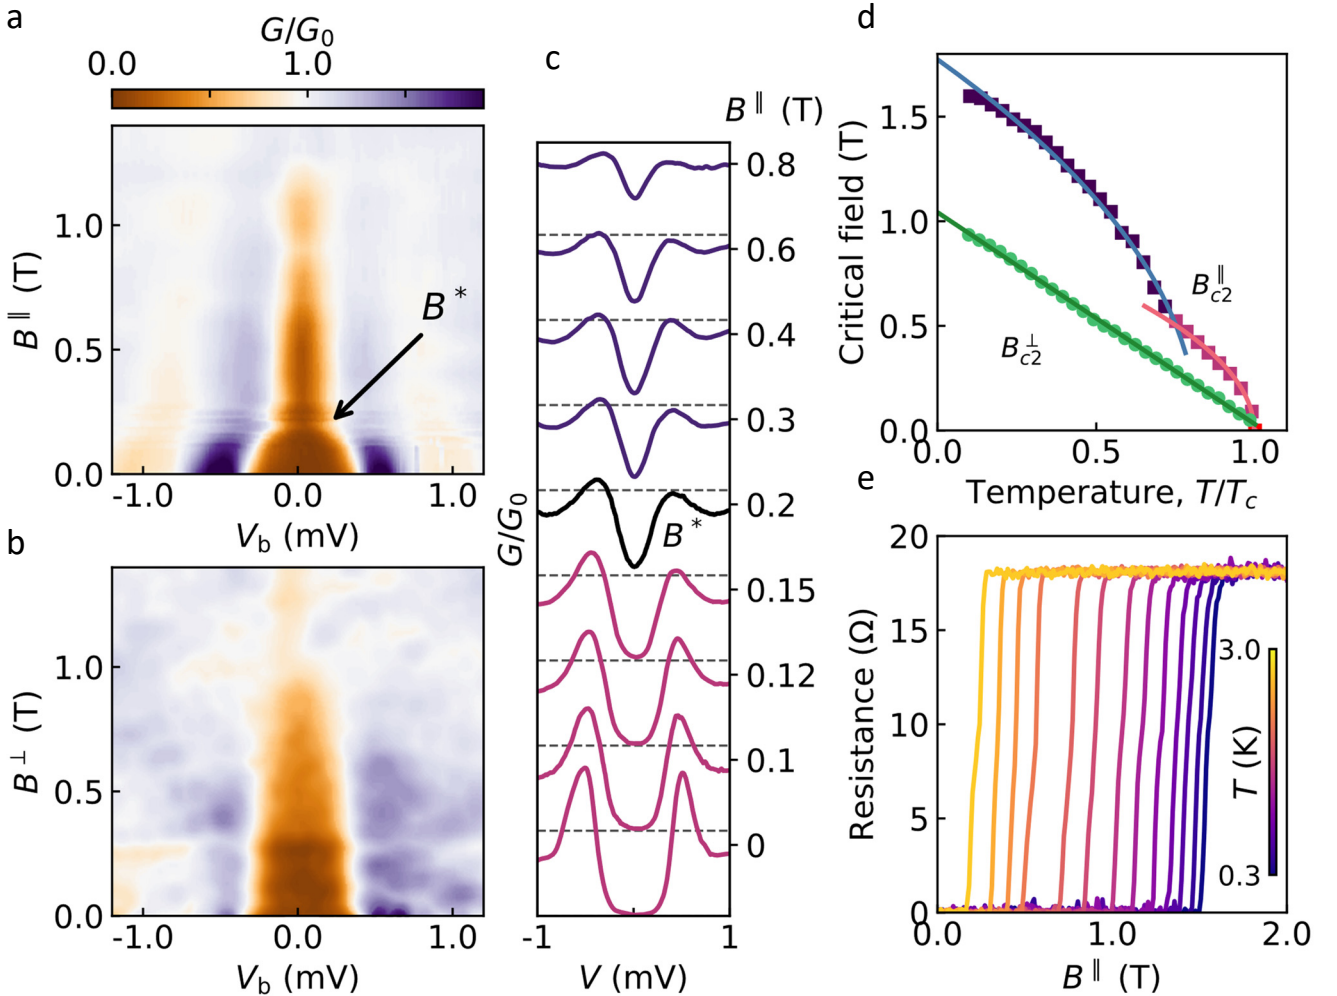 a
G/G0
0.0 1.0
B∥ (T)
1.0
0.5
0.0
B*
-1.0 0.0 1.0
Vb (mV)
b
B⊥ (T)
1.0
0.5
0.0
-1.0 0.0 1.0
Vb (mV)
c
B∥ (T)
0.8
0.6
0.4
0.3
0.2
B*
0.15
0.12
0.1
0
G/G0
-1 1
V (mV)
d
Critical field (T)
1.5
1.0
0.5
0.0
B∥c2
B⊥c2
0.0 0.5 1.0
Temperature, T/Tc
e
Resistance (Ω)
20
15
10
5
0
3.0
T (K)
0.3
0.0 1.0 2.0
B∥ (T)